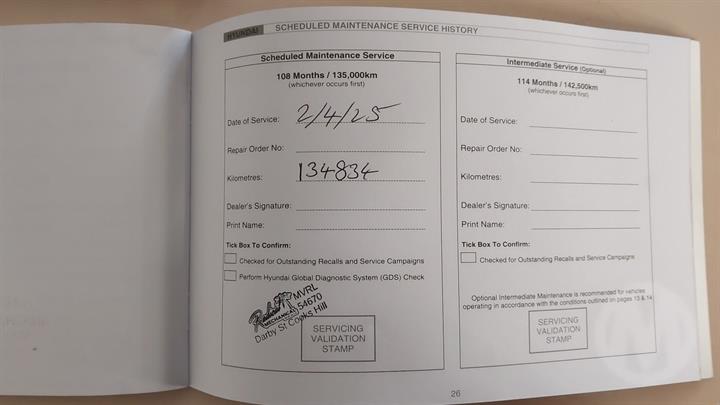 HYUNDAI SCHEDULED MAINTENANCE SERVICE HISTORY
Scheduled Maintenance Service
108 Months / 135,000km
(whichever occurs first)
Date of Service: 2/4/25
Repair Order No:
Kilometres: 134834
Dealer's Signature:
Print Name:
Tick Box To Confirm:
Checked for Outstanding Recalls and Service Campaigns
Perform Hyundai Global Diagnostic System (GDS) Check
MVRL
MECHANICAL 54670
Darby St Cooks Hill
SERVICING
VALIDATION
STAMP
Intermediate Service (Optional)
114 Months / 142,500km
(whichever occurs first)
Date of Service:
Repair Order No:
Kilometres:
Dealer's Signature:
Print Name:
Tick Box To Confirm:
Checked for Outstanding Recalls and Service Campaigns
Optional Intermediate Maintenance is recommended for vehicles
operating in accordance with the conditions outlined on pages 13 & 14
SERVICING
VALIDATION
STAMP
26